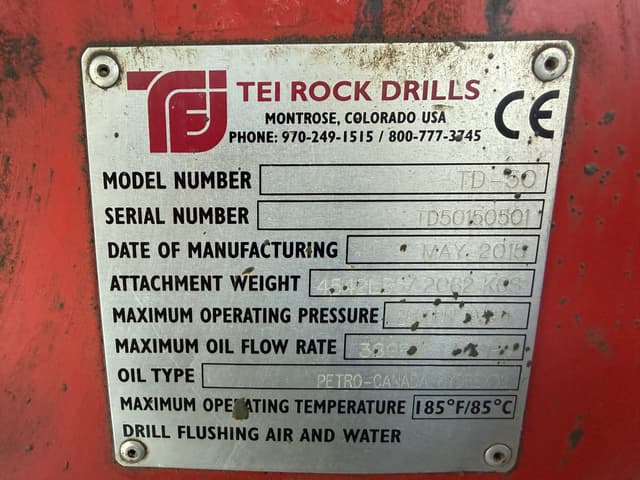 TEI TEI ROCK DRILLS CE
MONTROSE, COLORADO USA
PHONE: 970-249-1515 / 800-777-3745
MODEL NUMBER TD-50
SERIAL NUMBER TD50150501
DATE OF MANUFACTURING MAY 2015
ATTACHMENT WEIGHT
MAXIMUM OPERATING PRESSURE
MAXIMUM OIL FLOW RATE
OIL TYPE PETRO-CANADA
MAXIMUM OPERATING TEMPERATURE 185°F/85°C
DRILL FLUSHING AIR AND WATER